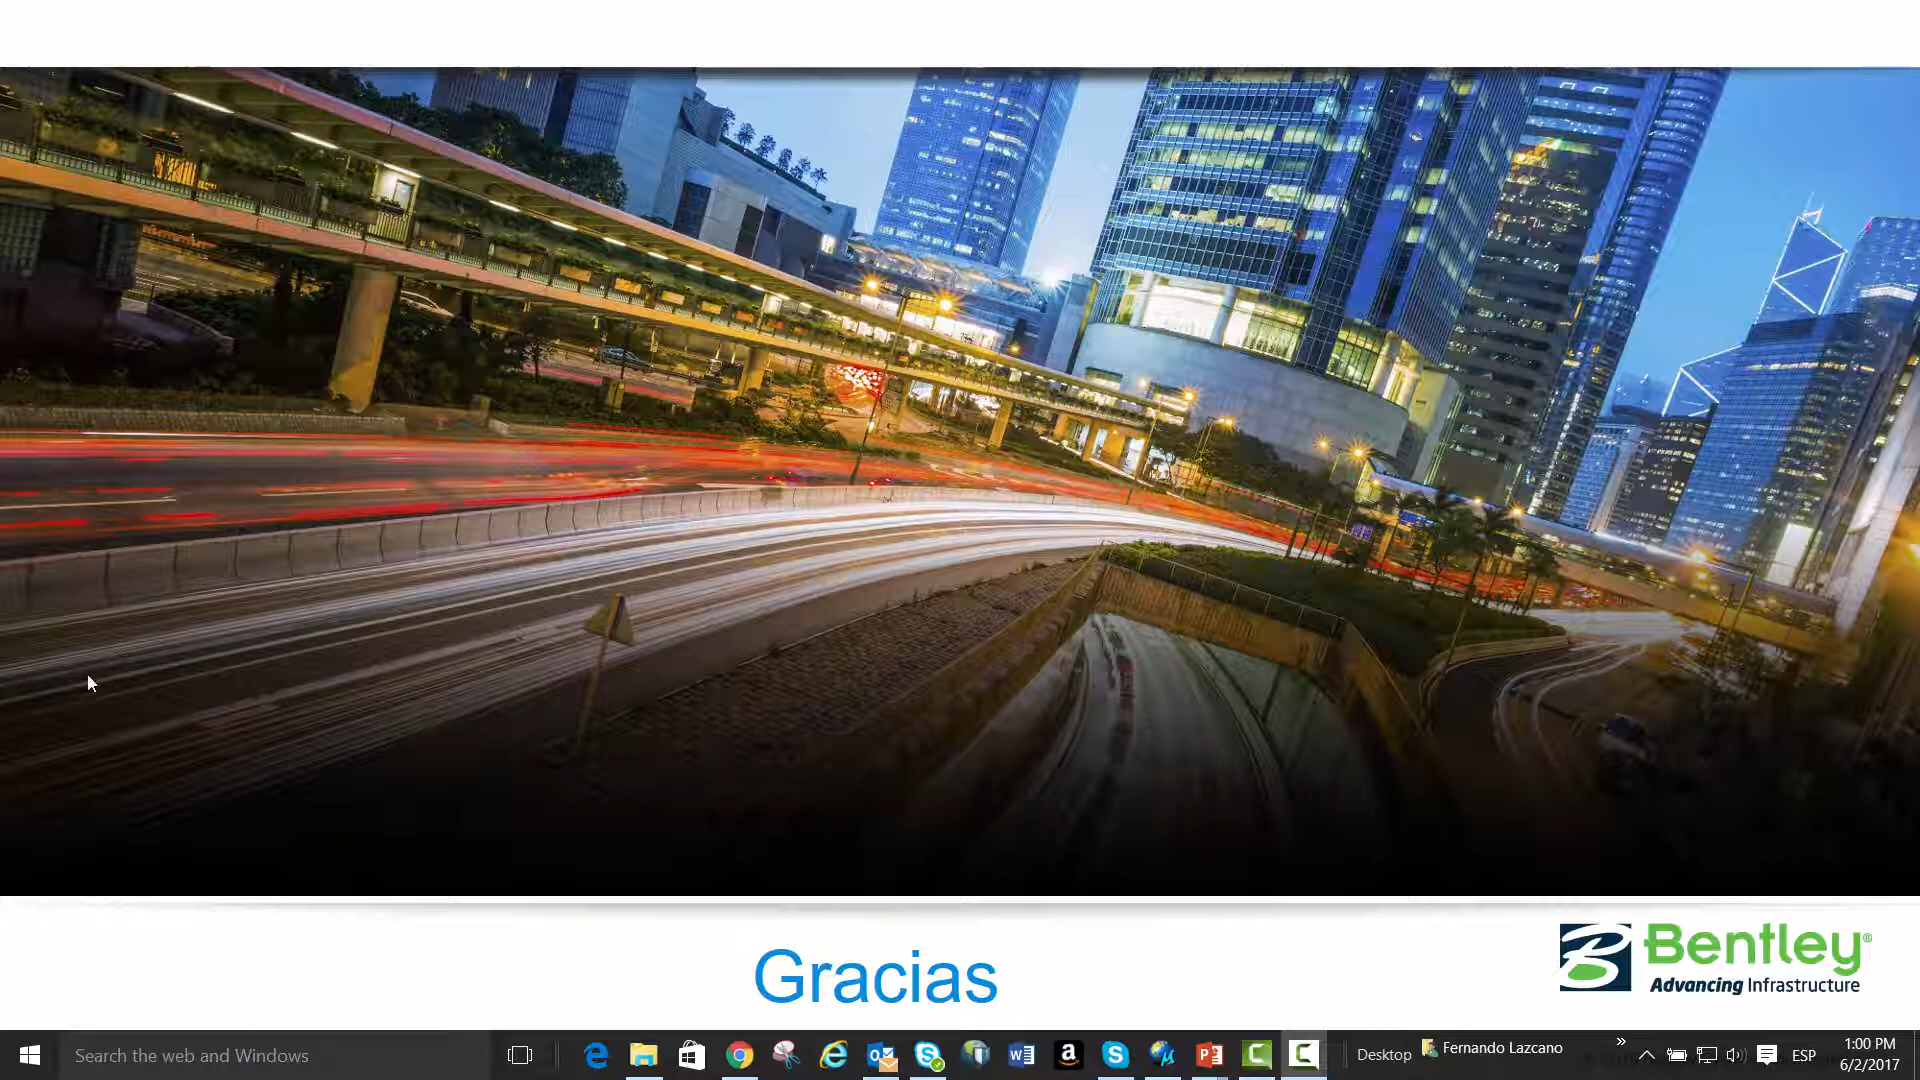 Gracias
Bentley®
Advancing Infrastructure
Search the web and Windows
Desktop
Fernando Lazcano
»
ESP
1:00 PM
6/2/2017